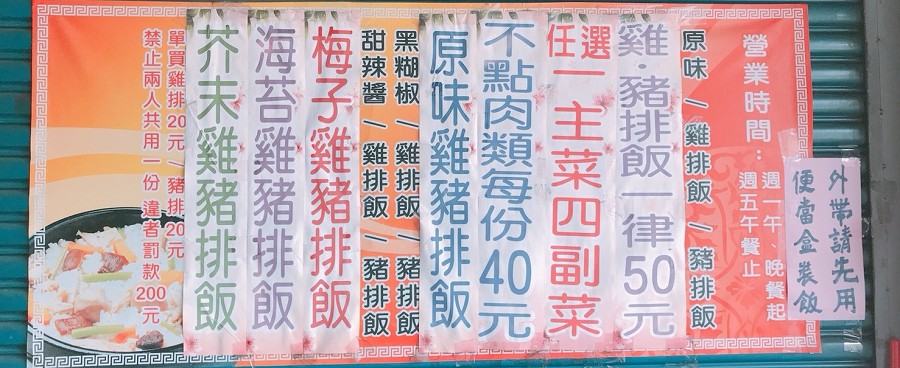 外帶請先用
便當盒裝飯
營業時間：週一午、晚餐起
週五午餐止
原味／雞排飯／豬排飯
雞．豬排飯一律50元
任選一主菜四副菜
不點肉類每份40元
原味雞豬排飯
黑糊椒／雞排飯／豬排飯
甜辣醬／雞排飯／豬排飯
梅子雞豬排飯
海苔雞豬排飯
芥末雞豬排飯
單買雞排20元／豬排20元
禁止兩人共用一份 違者罰款200元